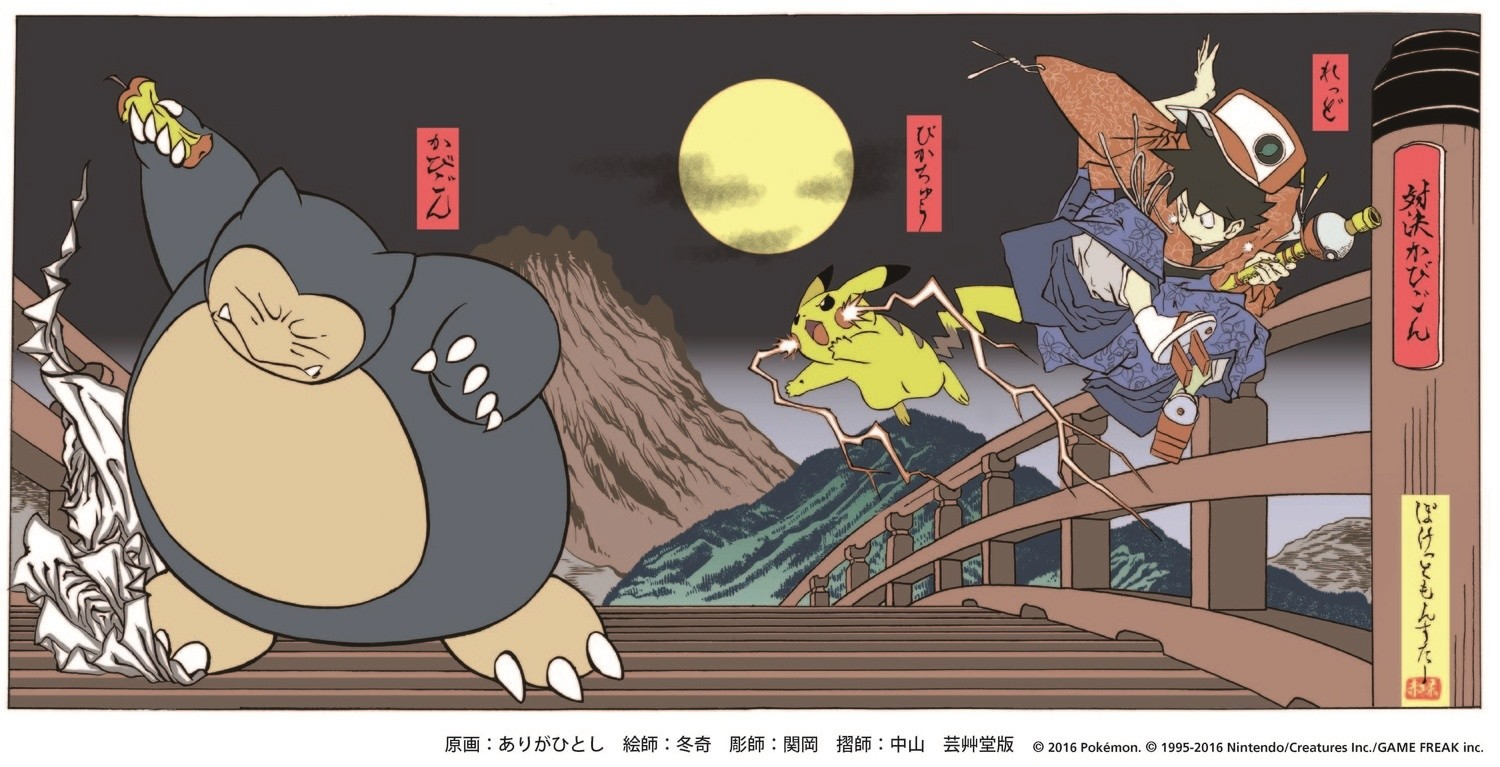 れっど
対決かびごん
ぴかちゅう
かびごん
ぽけっともんすたー
原画：ありがひとし　絵師：冬奇　彫師：関岡　摺師：中山　芸艸堂版　© 2016 Pokémon. © 1995-2016 Nintendo/Creatures Inc./GAME FREAK inc.